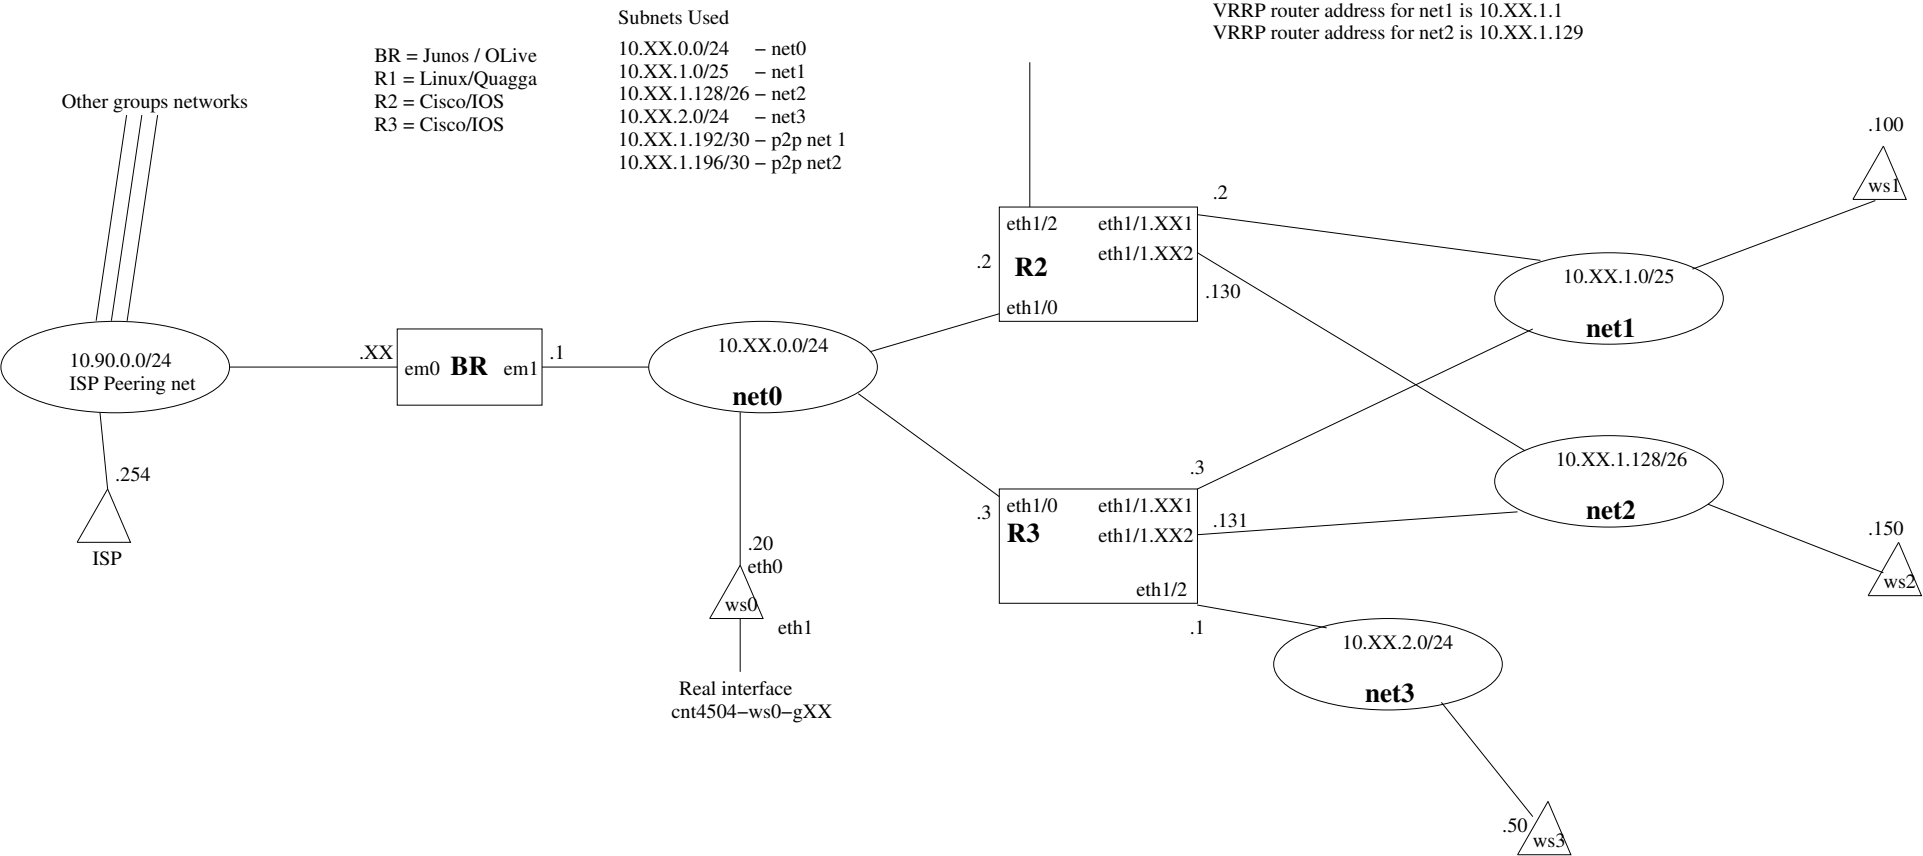 VRRP router address for net1 is 10.XX.1.1
VRRP router address for net2 is 10.XX.1.129
Subnets Used
10.XX.0.0/24 − net0
10.XX.1.0/25 − net1
10.XX.1.128/26 − net2
10.XX.2.0/24 − net3
10.XX.1.192/30 − p2p net 1
10.XX.1.196/30 − p2p net2
BR = Junos / OLive
R1 = Linux/Quagga
R2 = Cisco/IOS
R3 = Cisco/IOS
Other groups networks
10.90.0.0/24
ISP Peering net
.254
ISP
.XX
em0 BR em1
.1
10.XX.0.0/24
net0
.20
eth0
ws0
eth1
Real interface
cnt4504−ws0−gXX
.2
eth1/2 eth1/1.XX1
eth1/1.XX2
R2
eth1/0
.2
.130
.3
eth1/0 eth1/1.XX1
R3 eth1/1.XX2
eth1/2
.3
.131
.1
10.XX.1.0/25
net1
.100
ws1
10.XX.1.128/26
net2
.150
ws2
10.XX.2.0/24
net3
.50
ws3